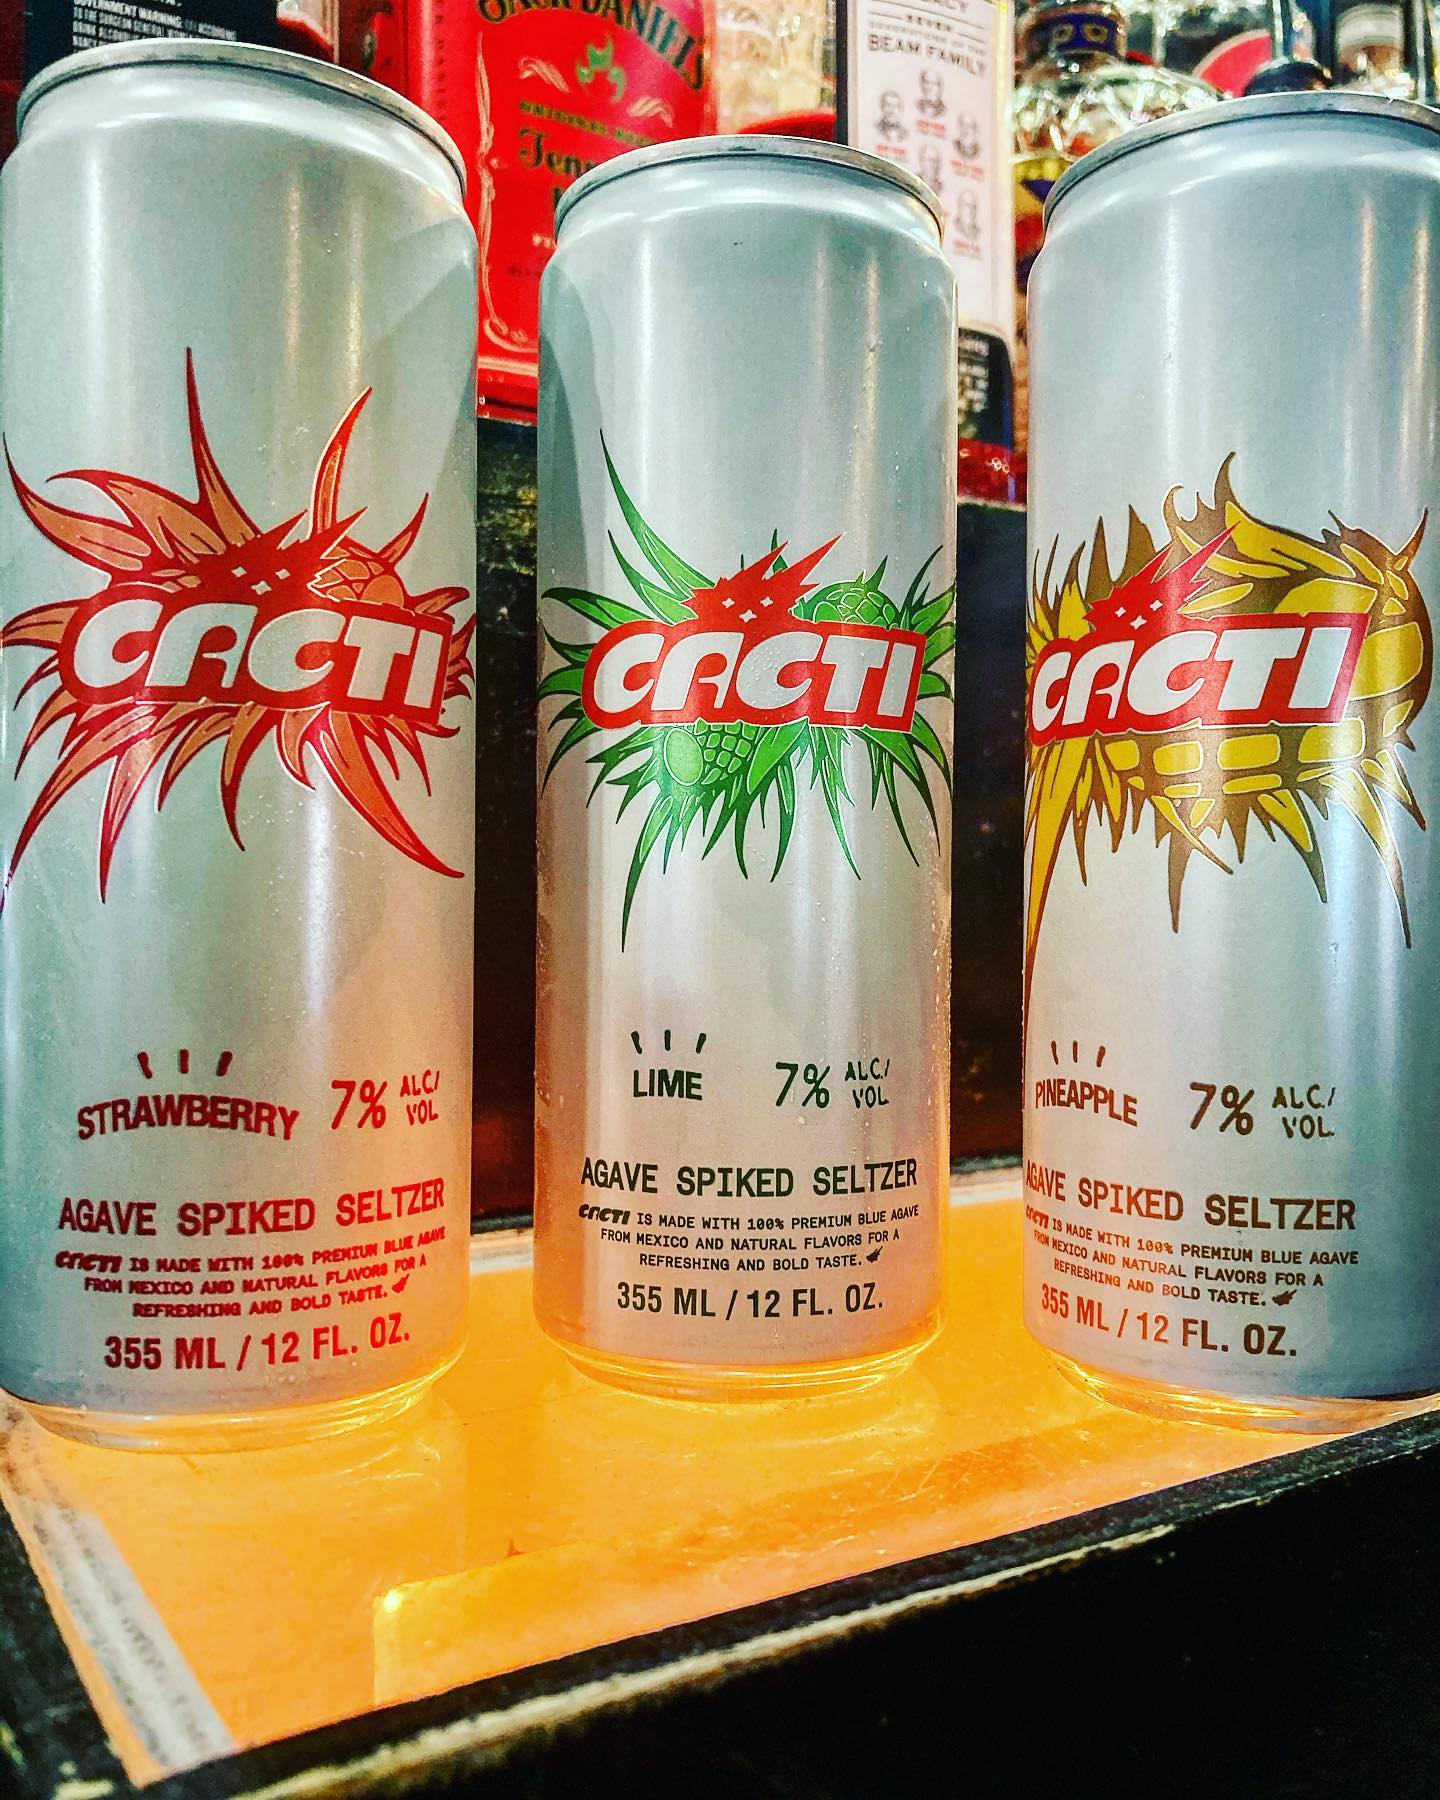 JACK DANIEL'S
SEVEN
BEAM FAMILY
CACTI
STRAWBERRY 7% ALC./
VOL
AGAVE SPIKED SELTZER
CACTI IS MADE WITH 100% PREMIUM BLUE AGAVE
FROM MEXICO AND NATURAL FLAVORS FOR A
REFRESHING AND BOLD TASTE.
355 ML / 12 FL. OZ.
CACTI
LIME 7% ALC./
VOL.
AGAVE SPIKED SELTZER
CACTI IS MADE WITH 100% PREMIUM BLUE AGAVE
FROM MEXICO AND NATURAL FLAVORS FOR A
REFRESHING AND BOLD TASTE.
355 ML / 12 FL. OZ.
CACTI
PINEAPPLE 7% ALC./
VOL.
AGAVE SPIKED SELTZER
CACTI IS MADE WITH 100% PREMIUM BLUE AGAVE
FROM MEXICO AND NATURAL FLAVORS FOR A
REFRESHING AND BOLD TASTE.
355 ML / 12 FL. OZ.